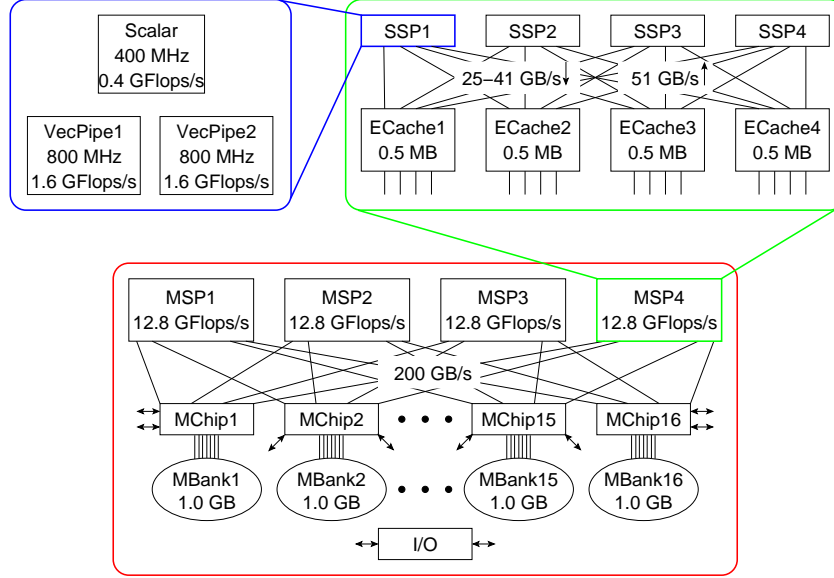 Scalar
400 MHz
0.4 GFlops/s
VecPipe1
800 MHz
1.6 GFlops/s
VecPipe2
800 MHz
1.6 GFlops/s
SSP1
SSP2
SSP3
SSP4
25−41 GB/s
51 GB/s
ECache1
0.5 MB
ECache2
0.5 MB
ECache3
0.5 MB
ECache4
0.5 MB
MSP1
12.8 GFlops/s
MSP2
12.8 GFlops/s
MSP3
12.8 GFlops/s
MSP4
12.8 GFlops/s
200 GB/s
MChip1
MChip2
MChip15
MChip16
MBank1
1.0 GB
MBank2
1.0 GB
MBank15
1.0 GB
MBank16
1.0 GB
I/O